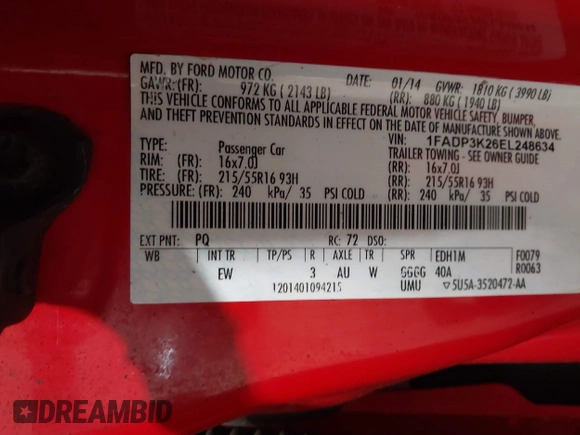 MFD. BY FORD MOTOR CO. DATE: 01/14 GVWR: 1810 KG ( 3990 LB)
GAWR:(FR): 972 KG ( 2143 LB) (RR): 880 KG ( 1940 LB)
THIS VEHICLE CONFORMS TO ALL APPLICABLE FEDERAL MOTOR VEHICLE SAFETY, BUMPER,
AND THEFT PREVENTION STANDARDS IN EFFECT ON THE DATE OF MANUFACTURE SHOWN ABOVE.
VIN: 1FADP3K26EL248634
TYPE: Passenger Car TRAILER TOWING - SEE OWNER GUIDE
RIM: 16x7.0J (RR): 16x7.0J
TIRE: 215/55R16 93H (RR): 215/55R16 93H
PRESSURE:(FR): 240 kPa/ 35 PSI COLD (RR): 240 kPa/ 35 PSI COLD
EXT PNT: PQ RC: 72 DSO:
WB INT TR TP/PS R AXLE TR SPR EDH1M F0079
EW 3 AU W GGGG 40A R0063
UMU
1201401094215 5U5A-3520472-AA
DREAMBID